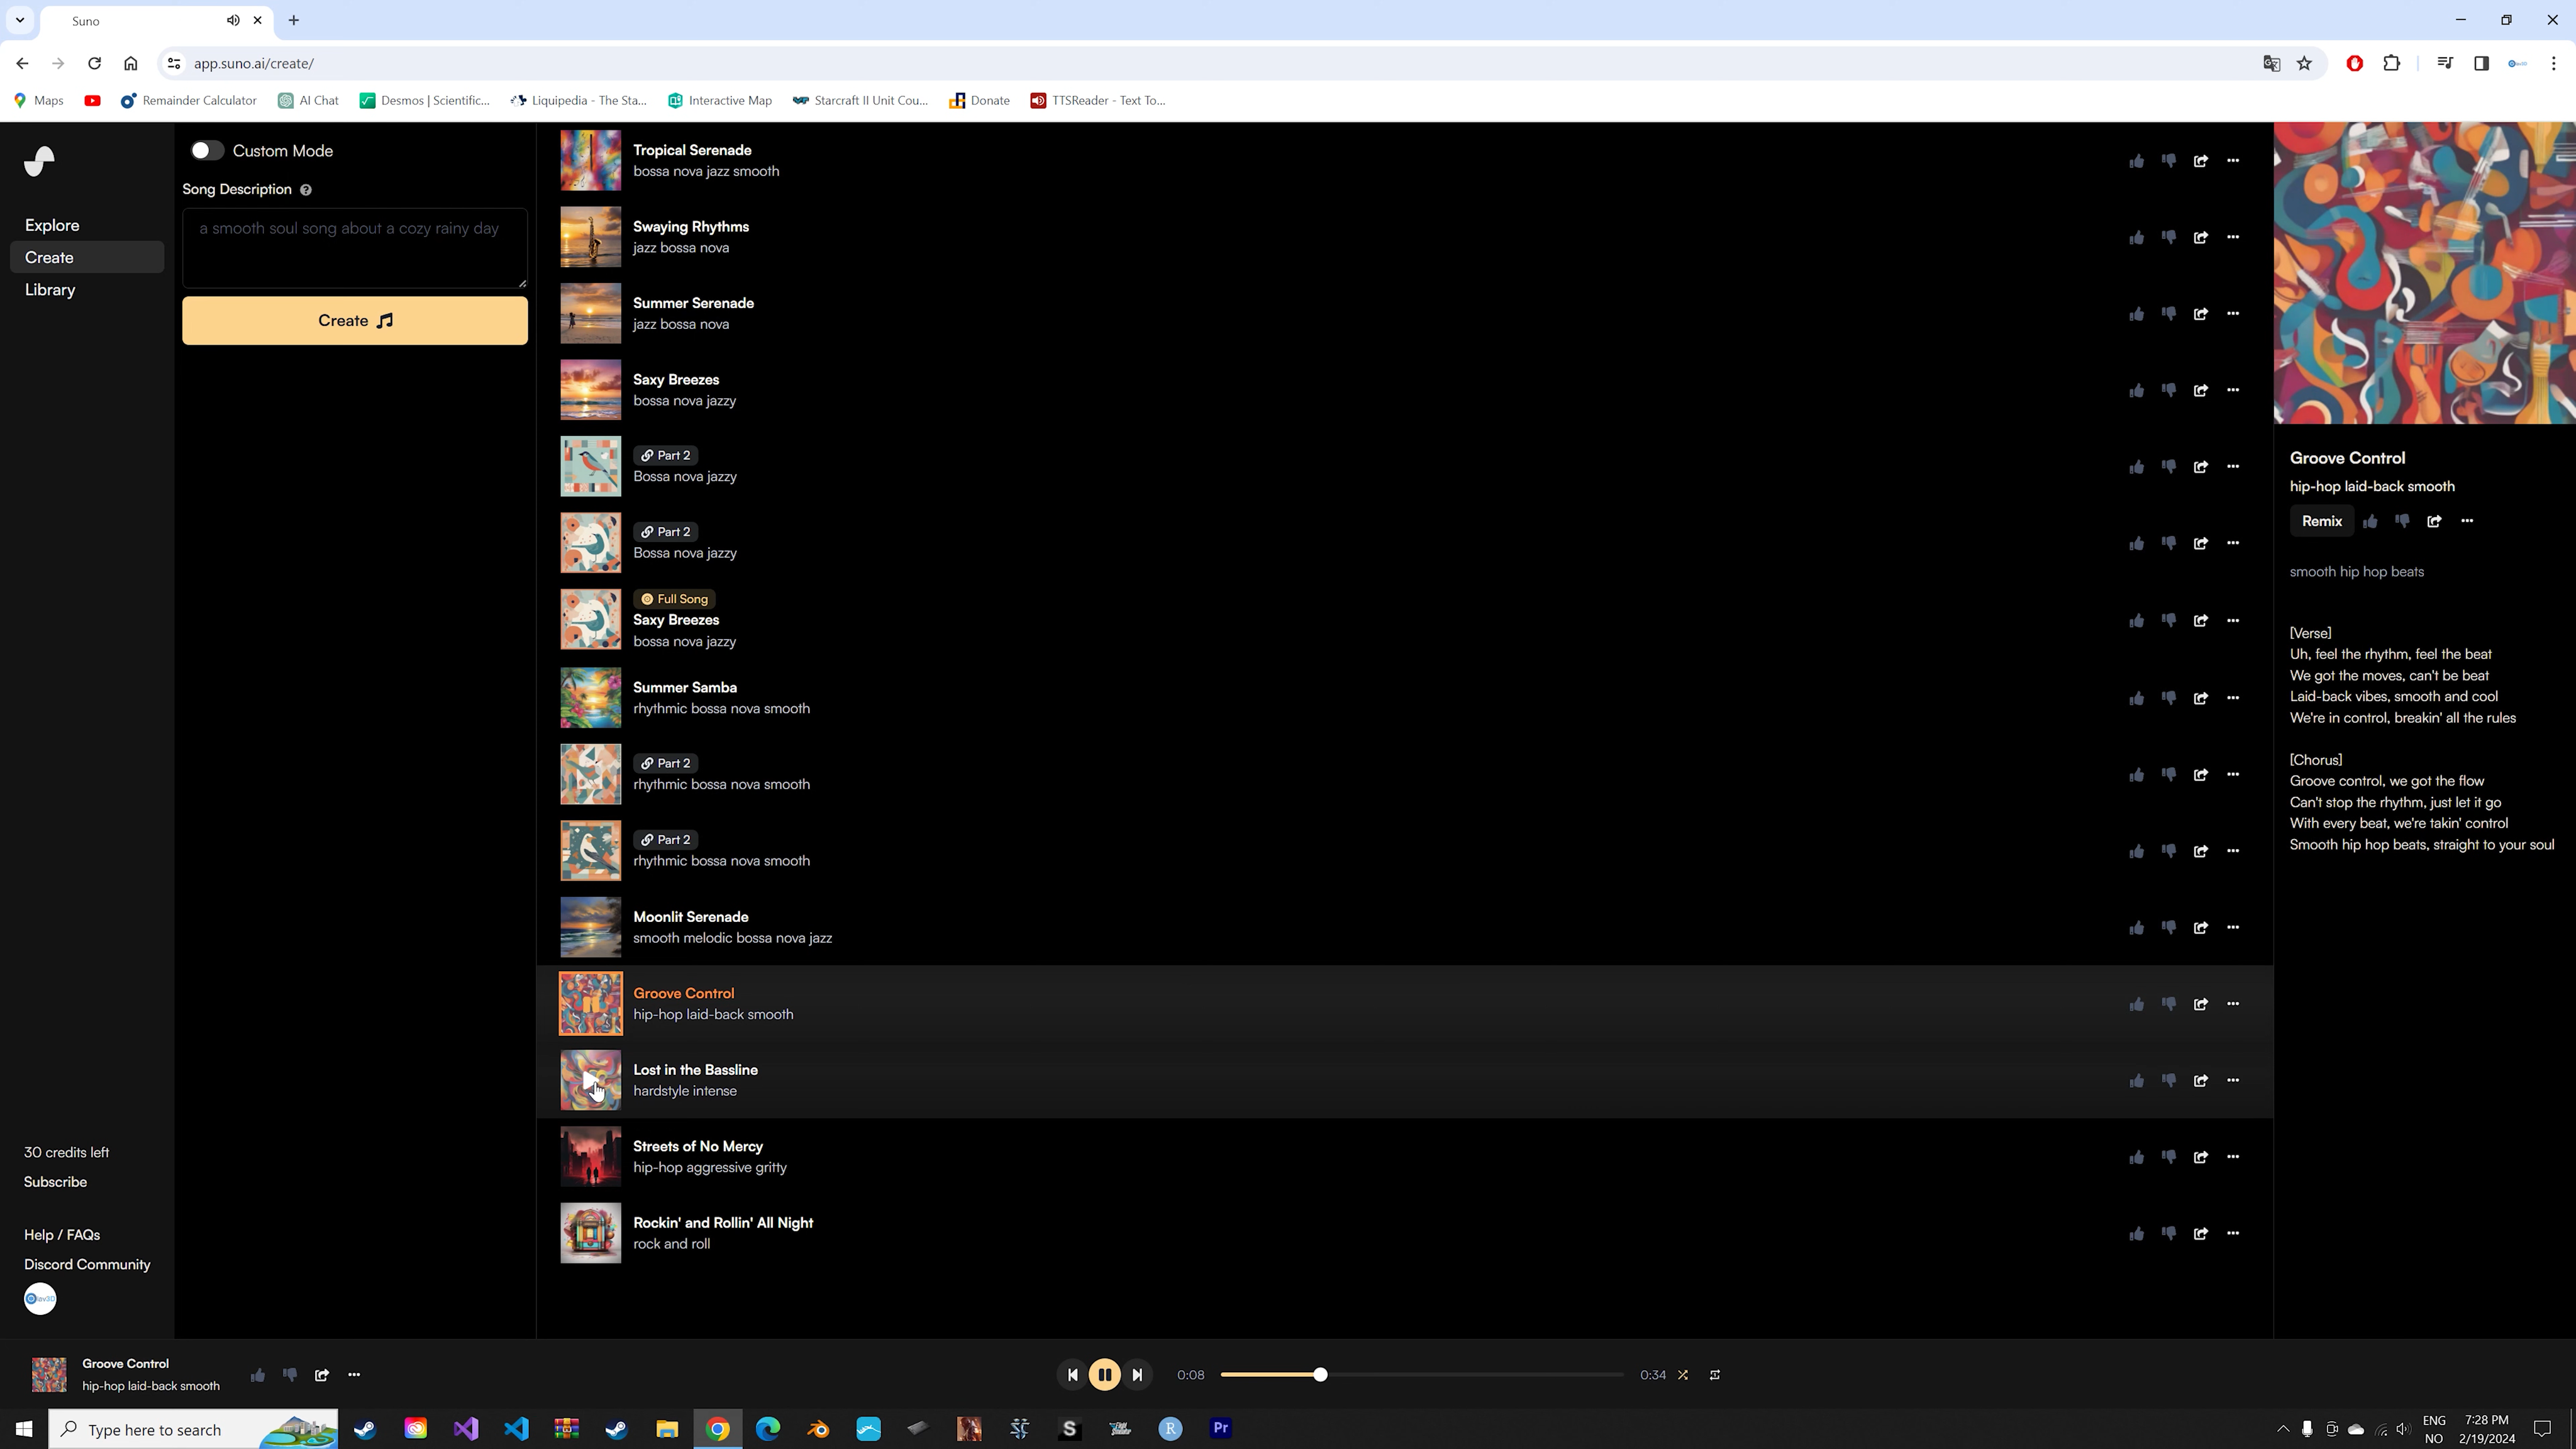 Suno
app.suno.ai/create/
Maps
Remainder Calculator
AI Chat
Desmos | Scientific...
Liquipedia - The Sta...
Interactive Map
Starcraft II Unit Cou...
Donate
TTSReader - Text To...
Explore
Create
Library
30 credits left
Subscribe
Help / FAQs
Discord Community
Custom Mode
Song Description
a smooth soul song about a cozy rainy day
Create
Tropical Serenade
bossa nova jazz smooth
Swaying Rhythms
jazz bossa nova
Summer Serenade
jazz bossa nova
Saxy Breezes
bossa nova jazzy
Part 2
Bossa nova jazzy
Part 2
Bossa nova jazzy
Full Song
Saxy Breezes
bossa nova jazzy
Summer Samba
rhythmic bossa nova smooth
Part 2
rhythmic bossa nova smooth
Part 2
rhythmic bossa nova smooth
Moonlit Serenade
smooth melodic bossa nova jazz
Groove Control
hip-hop laid-back smooth
Lost in the Bassline
hardstyle intense
Streets of No Mercy
hip-hop aggressive gritty
Rockin' and Rollin' All Night
rock and roll
Groove Control
hip-hop laid-back smooth
Remix
smooth hip hop beats
[Verse]
Uh, feel the rhythm, feel the beat
We got the moves, can't be beat
Laid-back vibes, smooth and cool
We're in control, breakin' all the rules
[Chorus]
Groove control, we got the flow
Can't stop the rhythm, just let it go
With every beat, we're takin' control
Smooth hip hop beats, straight to your soul
Groove Control
hip-hop laid-back smooth
0:08
0:34
Type here to search
S
R
Pr
ENG
NO
7:28 PM
2/19/2024